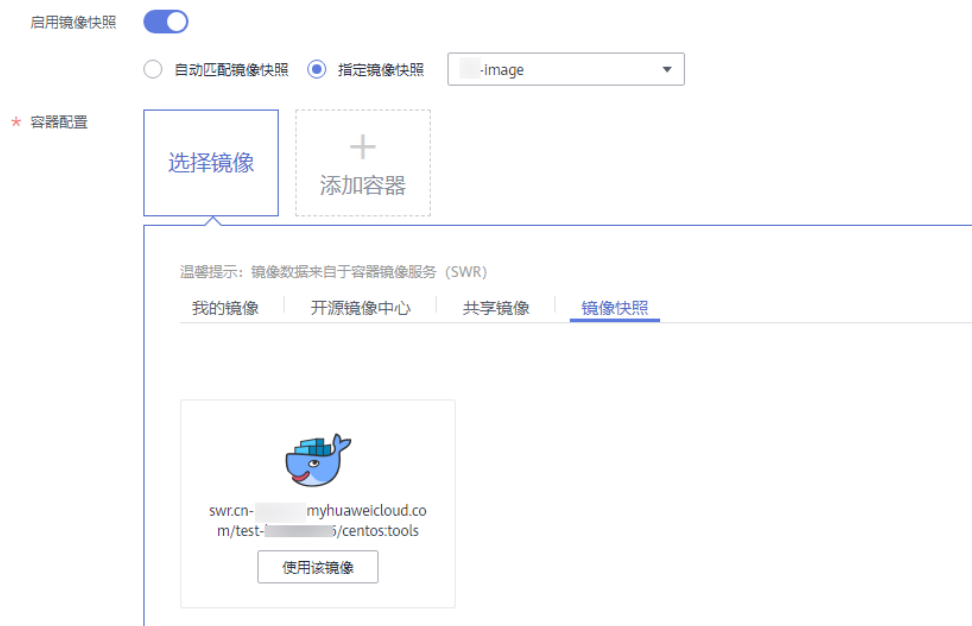 启用镜像快照
自动匹配镜像快照 指定镜像快照 -image
* 容器配置
选择镜像
添加容器
温馨提示：镜像数据来自于容器镜像服务（SWR）
我的镜像 开源镜像中心 共享镜像 镜像快照
swr.cn- myhuaweicloud.co
m/test- /centos:tools
使用该镜像